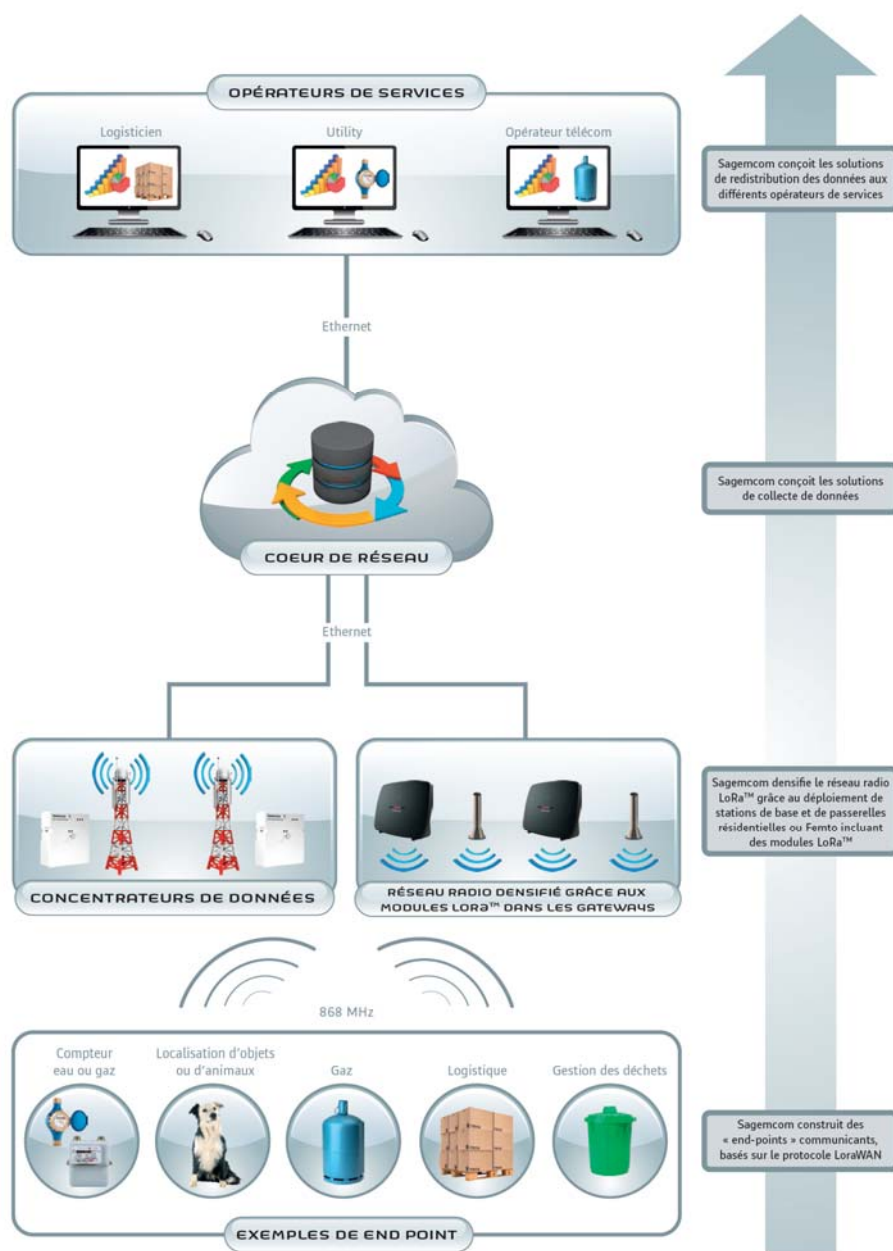 OPÉRATEURS DE SERVICES
Logisticien
Utility
Opérateur télécom
Sagemcom conçoit les solutions
de redistribution des données aux
différents opérateurs de services
Ethernet
Sagemcom conçoit les solutions
de collecte de données
COEUR DE RÉSEAU
Ethernet
Sagemcom densifie le réseau radio
LoRa™ grâce au déploiement de
stations de base et de passerelles
résidentielles ou Femto incluant
des modules LoRa™
CONCENTRATEURS DE DONNÉES
RÉSEAU RADIO DENSIFIÉ GRÂCE AUX
MODULES LORa™ DANS LES GATEWAYS
868 MHz
Compteur
eau ou gaz
Localisation d'objets
ou d'animaux
Gaz
Logistique
Gestion des déchets
Sagemcom construit des
« end-points » communicants,
basés sur le protocole LoraWAN
EXEMPLES DE END POINT